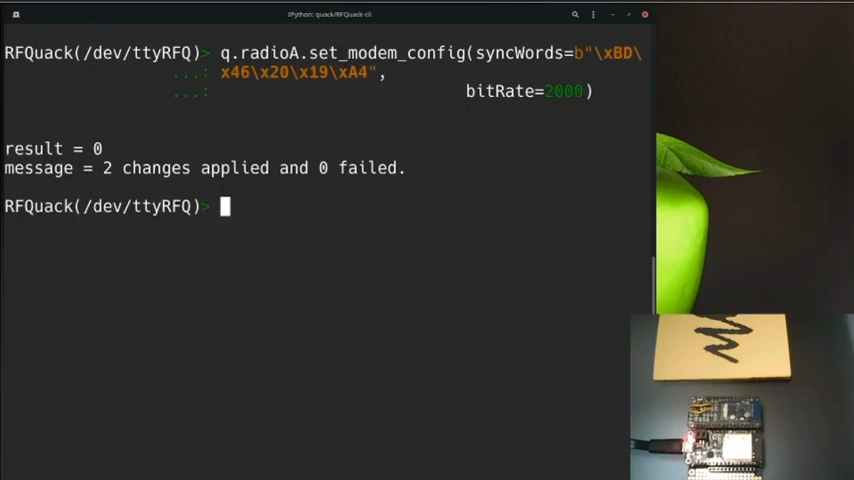 IPython: quack/RFQuack-cli
RFQuack(/dev/ttyRFQ)> q.radioA.set_modem_config(syncWords=b"\xBD\
...: x46\x20\x19\xA4",
...: bitRate=2000)
result = 0
message = 2 changes applied and 0 failed.
RFQuack(/dev/ttyRFQ)>